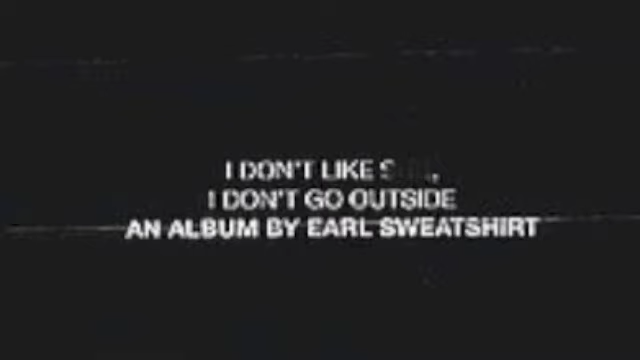 I DON'T LIKE S   ,
I DON'T GO OUTSIDE
AN ALBUM BY EARL SWEATSHIRT